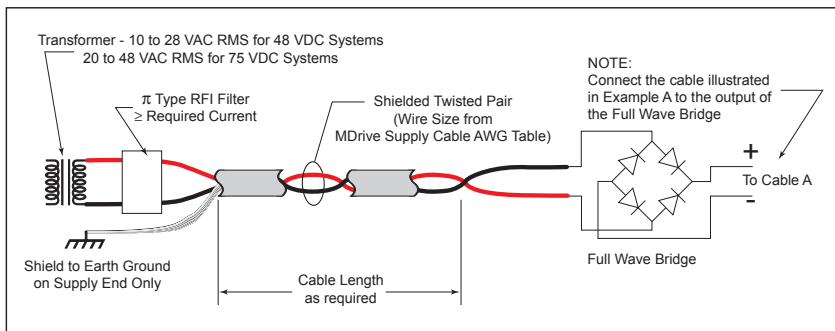 Transformer - 10 to 28 VAC RMS for 48 VDC Systems
20 to 48 VAC RMS for 75 VDC Systems
π Type RFI Filter
≥ Required Current
Shielded Twisted Pair
(Wire Size from
MDrive Supply Cable AWG Table)
NOTE:
Connect the cable illustrated
in Example A to the output of
the Full Wave Bridge
+
To Cable A
-
Shield to Earth Ground
on Supply End Only
Cable Length
as required
Full Wave Bridge